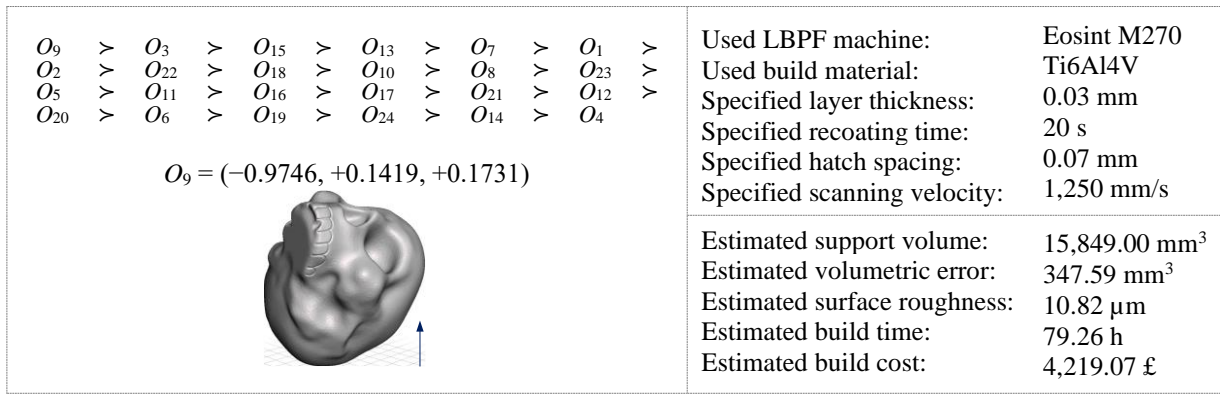 O9 ≻ O3 ≻ O15 ≻ O13 ≻ O7 ≻ O1 ≻
O2 ≻ O22 ≻ O18 ≻ O10 ≻ O8 ≻ O23 ≻
O5 ≻ O11 ≻ O16 ≻ O17 ≻ O21 ≻ O12 ≻
O20 ≻ O6 ≻ O19 ≻ O24 ≻ O14 ≻ O4
O9 = (−0.9746, +0.1419, +0.1731)
Used LBPF machine: Eosint M270
Used build material: Ti6Al4V
Specified layer thickness: 0.03 mm
Specified recoating time: 20 s
Specified hatch spacing: 0.07 mm
Specified scanning velocity: 1,250 mm/s
Estimated support volume: 15,849.00 mm3
Estimated volumetric error: 347.59 mm3
Estimated surface roughness: 10.82 µm
Estimated build time: 79.26 h
Estimated build cost: 4,219.07 £